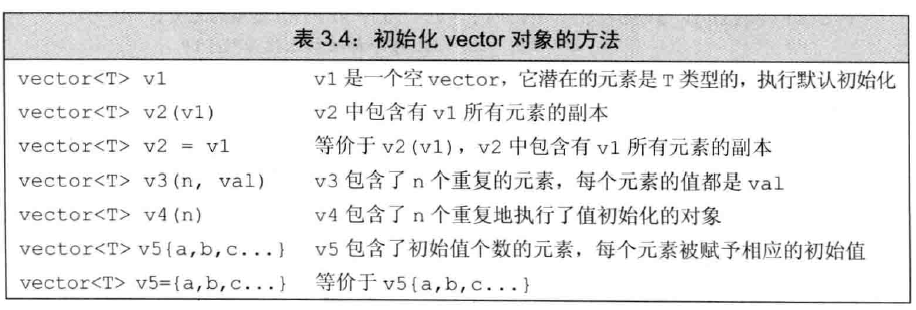 表 3.4：初始化 vector 对象的方法
vector<T> v1 v1 是一个空 vector，它潜在的元素是 T 类型的，执行默认初始化
vector<T> v2(v1) v2 中包含有 v1 所有元素的副本
vector<T> v2 = v1 等价于 v2(v1)，v2 中包含有 v1 所有元素的副本
vector<T> v3(n, val) v3 包含了 n 个重复的元素，每个元素的值都是 val
vector<T> v4(n) v4 包含了 n 个重复地执行了值初始化的对象
vector<T> v5{a,b,c...} v5 包含了初始值个数的元素，每个元素被赋予相应的初始值
vector<T> v5={a,b,c...} 等价于 v5{a,b,c...}